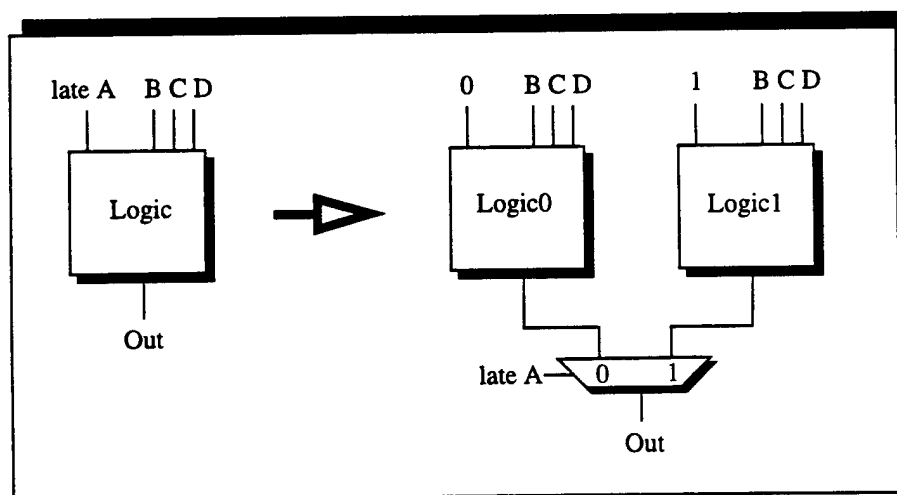 late A B C D
0 B C D
1 B C D
Logic
Logic0
Logic1
Out
late A 0 1
Out